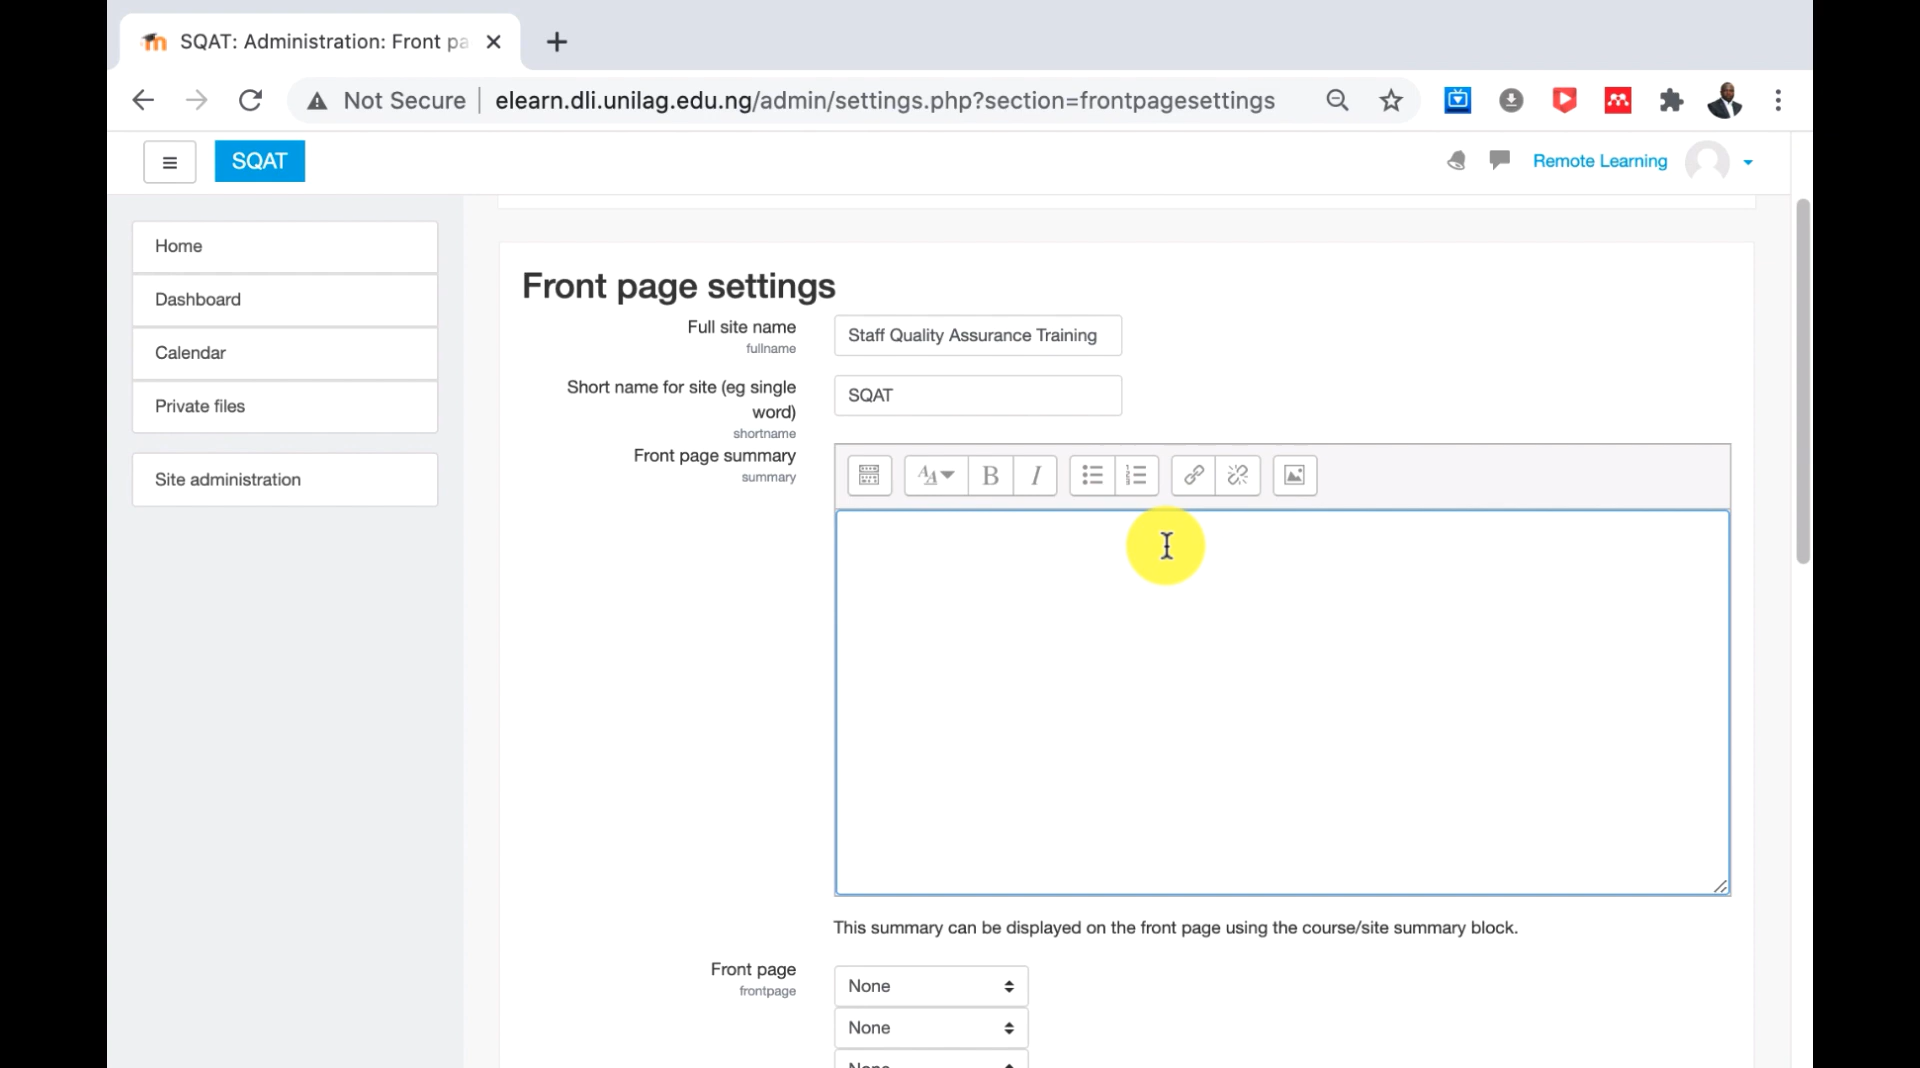 SQAT: Administration: Front pa
Not Secure
elearn.dli.unilag.edu.ng/admin/settings.php?section=frontpagesettings
SQAT
Remote Learning
Home
Dashboard
Calendar
Private files
Site administration
Front page settings
Full site name
fullname
Staff Quality Assurance Training
Short name for site (eg single
word)
shortname
SQAT
Front page summary
summary
This summary can be displayed on the front page using the course/site summary block.
Front page
frontpage
None
None
None